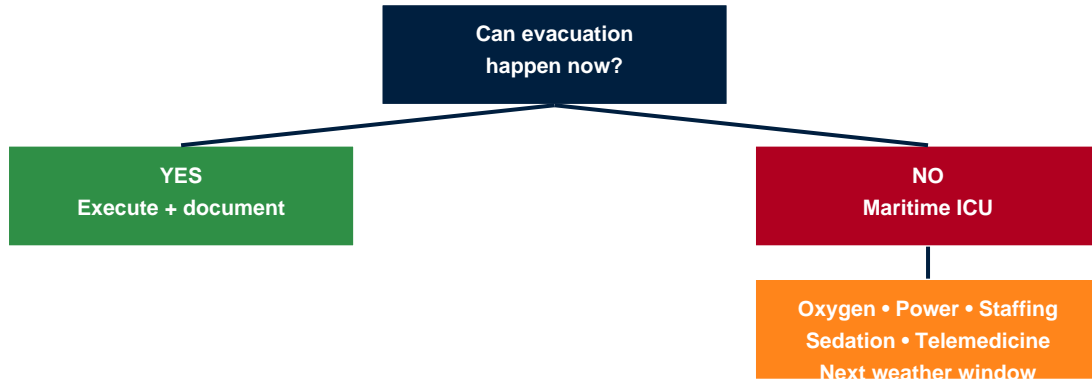 Can evacuation
happen now?
YES
Execute + document
NO
Maritime ICU
Oxygen • Power • Staffing
Sedation • Telemedicine
Next weather window